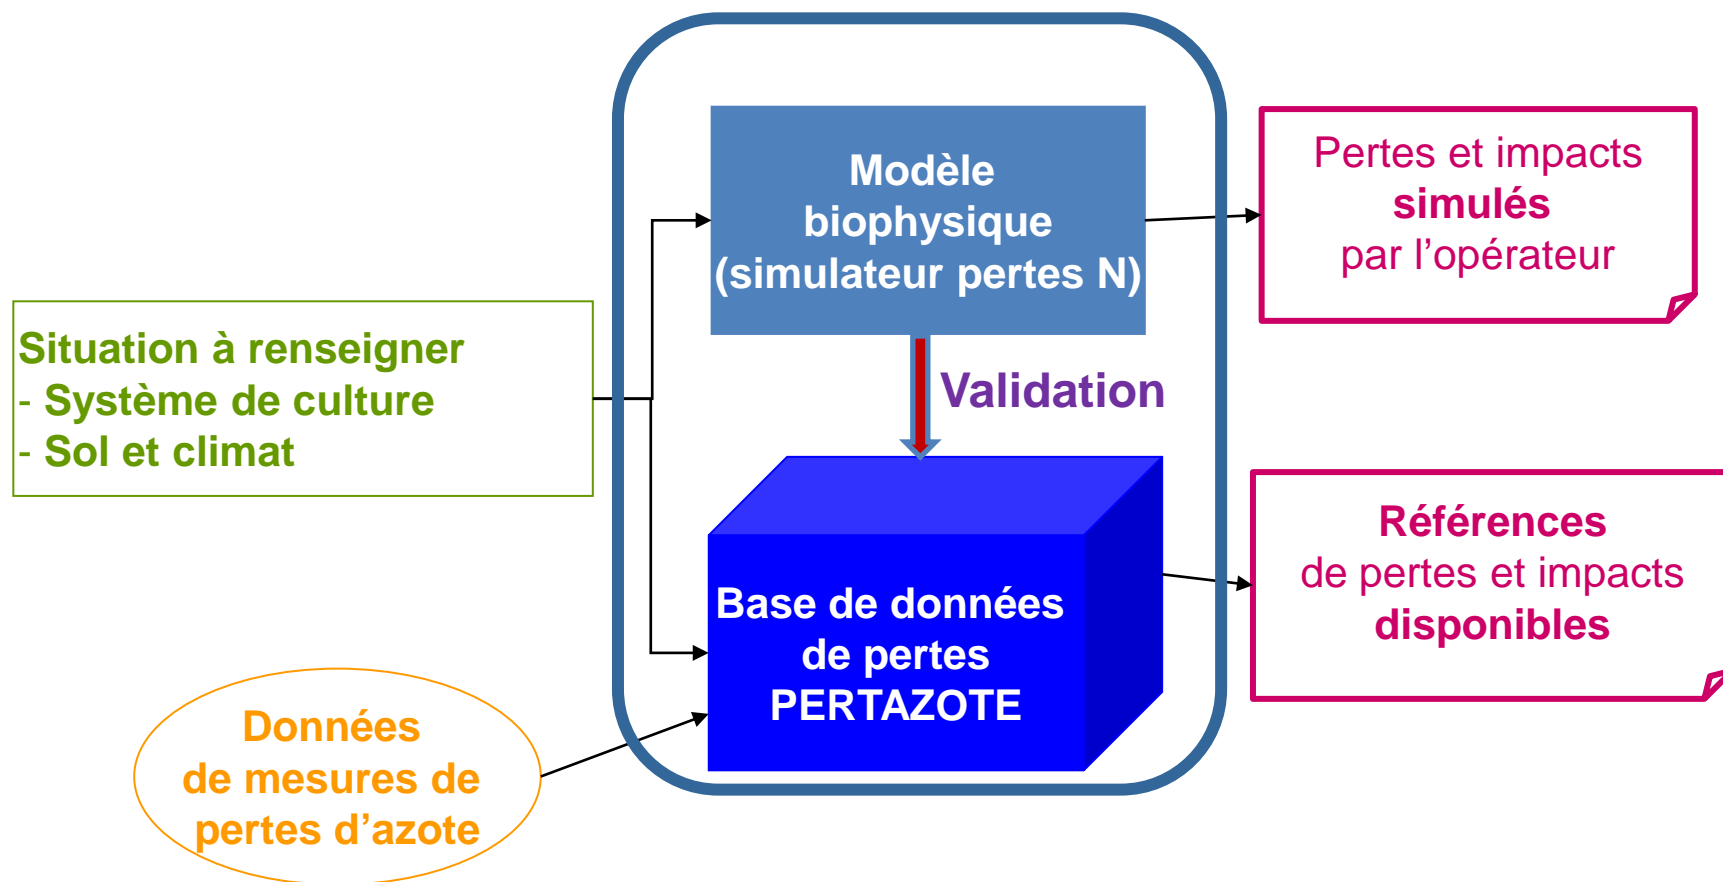 Modèle
biophysique
(simulateur pertes N)
Pertes et impacts
simulés
par l’opérateur
Situation à renseigner
- Système de culture
- Sol et climat
Validation
Références
de pertes et impacts
disponibles
Base de données
de pertes
PERTAZOTE
Données
de mesures de
pertes d’azote